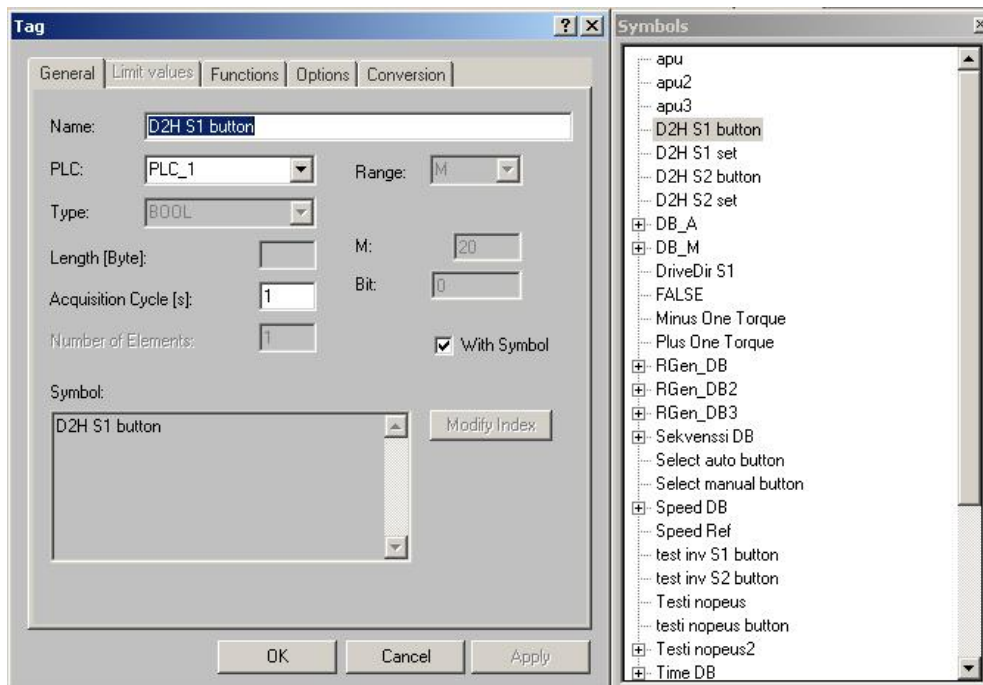 Tag
General Limit values Functions Options Conversion
Name: D2H S1 button
PLC: PLC_1 Range: M
Type: BOOL
Length [Byte]: M: 20
Acquisition Cycle [s]: 1 Bit: 0
Number of Elements: 1 With Symbol
Symbol:
D2H S1 button Modify Index
OK Cancel Apply
Symbols
apu
apu2
apu3
D2H S1 button
D2H S1 set
D2H S2 button
D2H S2 set
DB_A
DB_M
DriveDir S1
FALSE
Minus One Torque
Plus One Torque
RGen_DB
RGen_DB2
RGen_DB3
Sekvenssi DB
Select auto button
Select manual button
Speed DB
Speed Ref
test inv S1 button
test inv S2 button
Testi nopeus
testi nopeus button
Testi nopeus2
Time DB